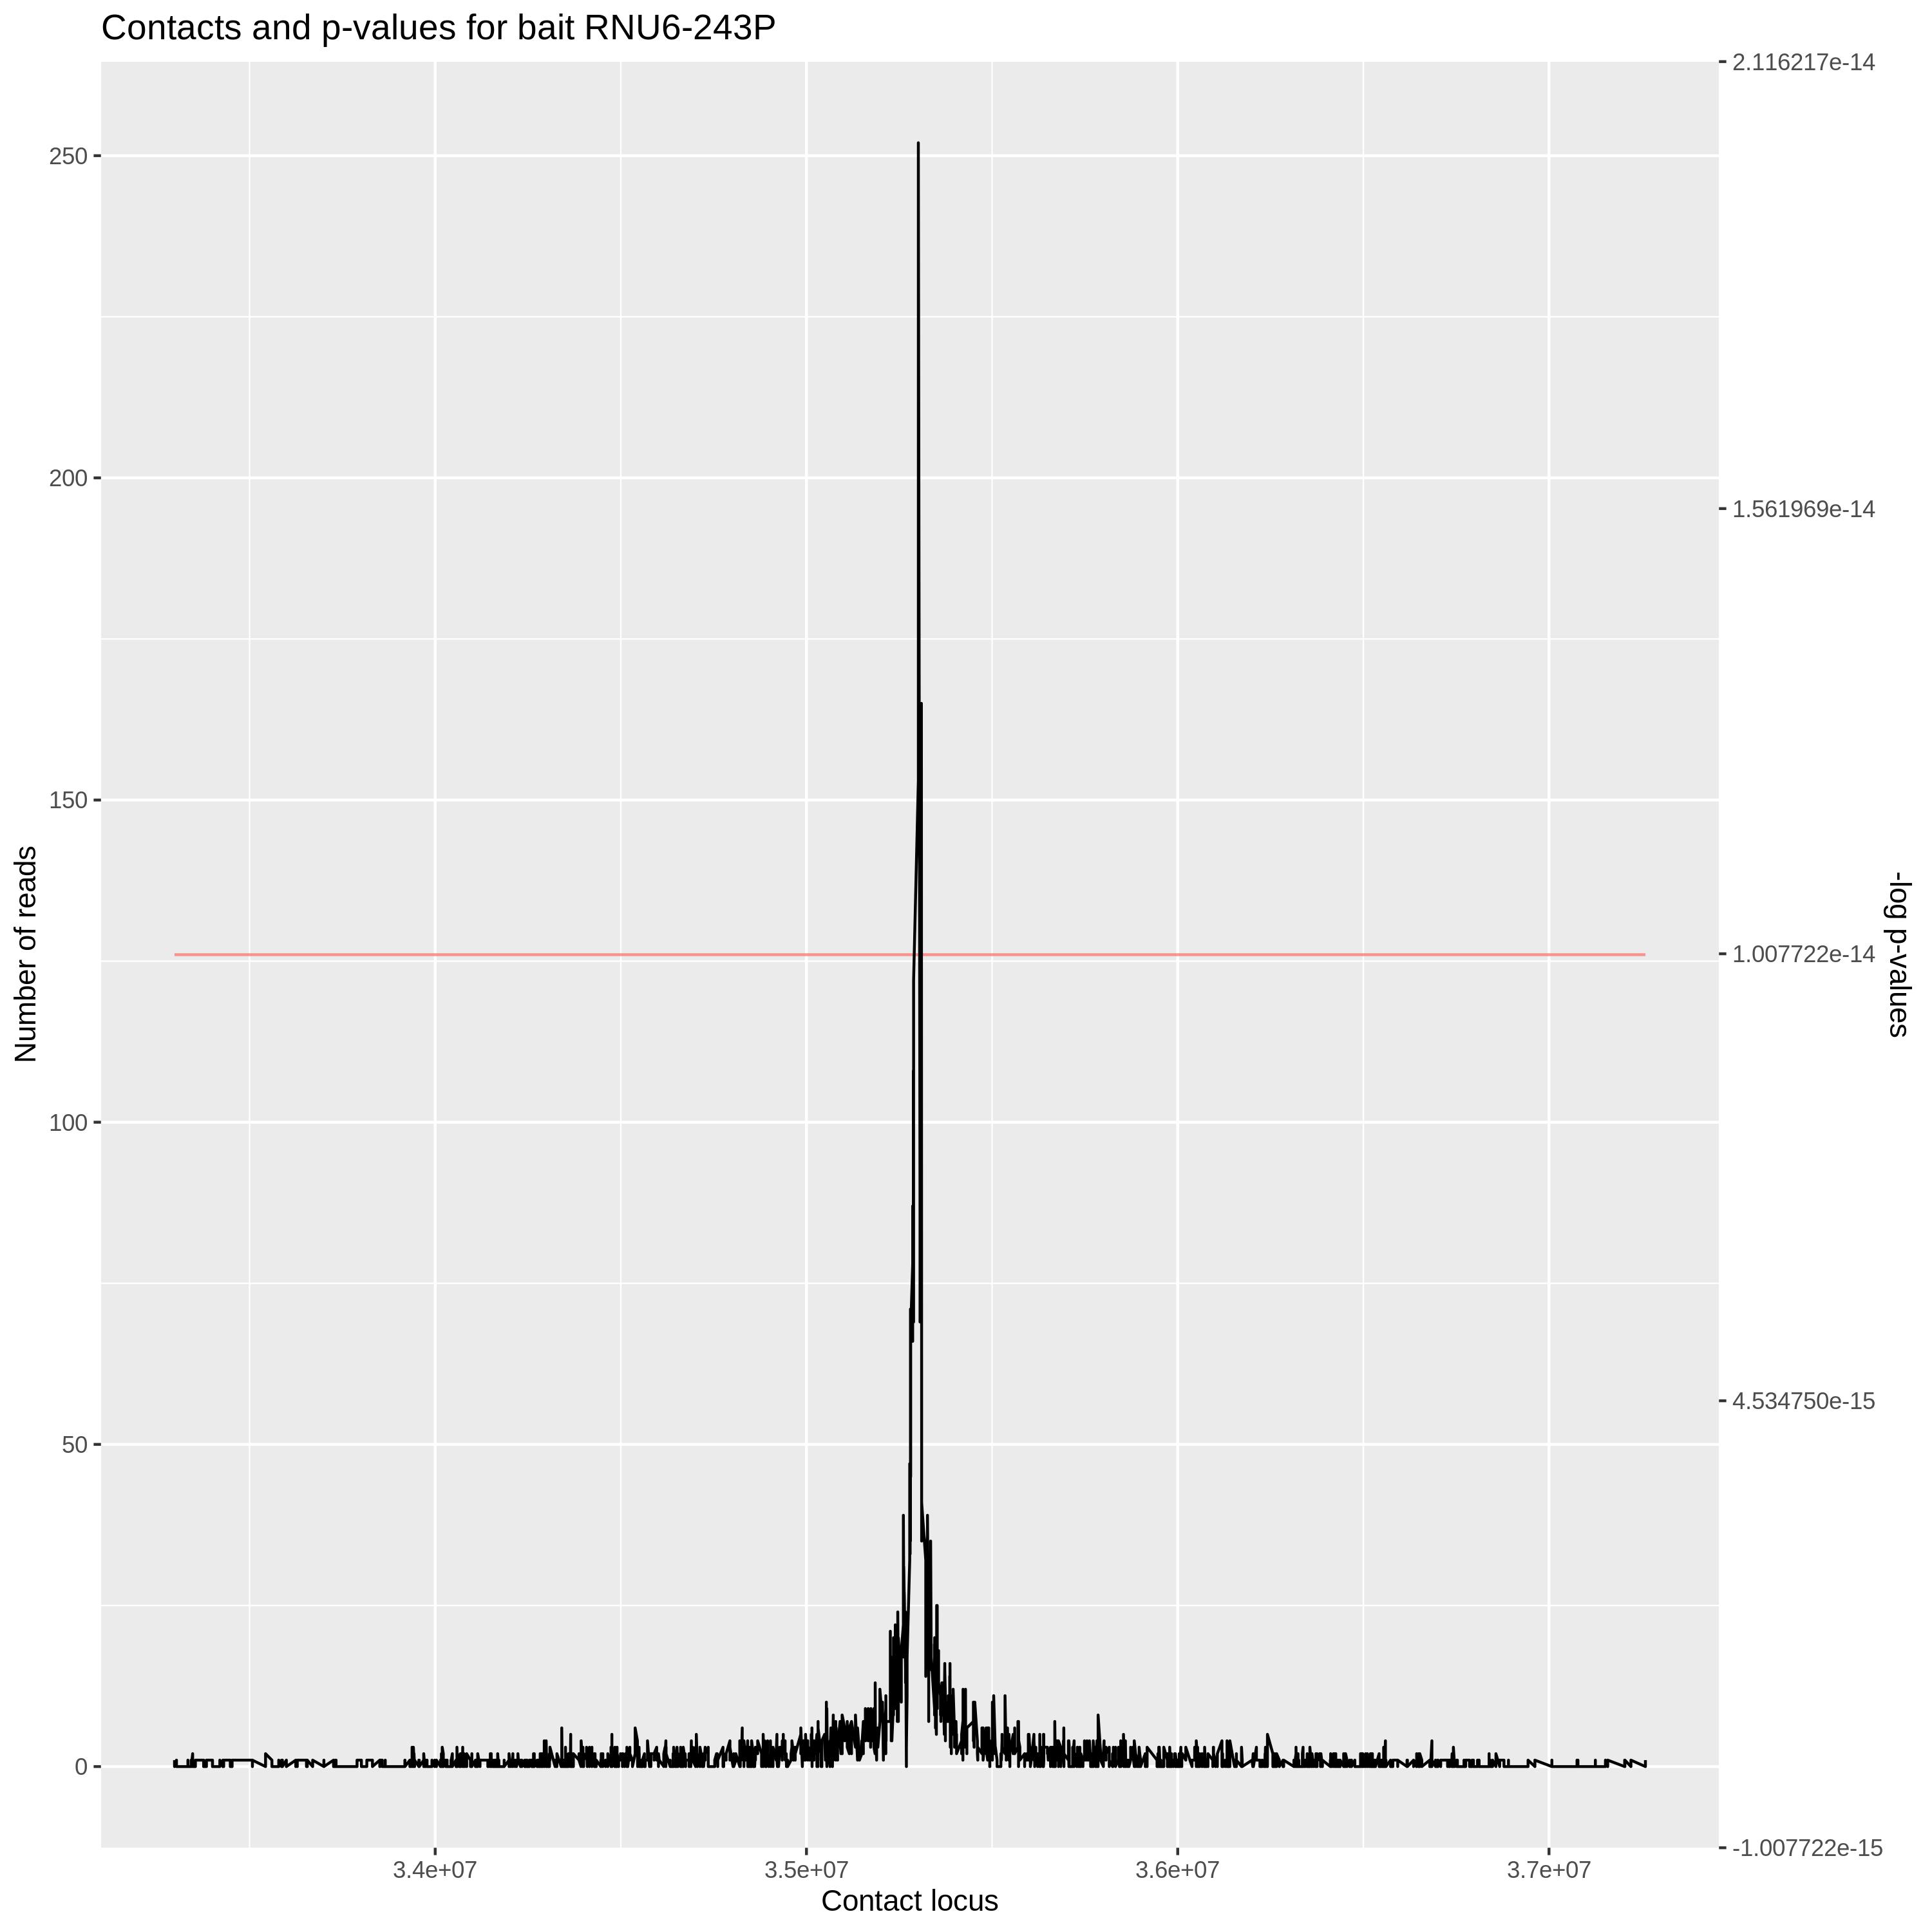 Contacts and p-values for bait RNU6-243P
2.116217e-14
250
200
1.561969e-14
150
Number of reads
-log p-values
1.007722e-14
100
50
4.534750e-15
0
-1.007722e-15
3.4e+07
3.5e+07
3.6e+07
3.7e+07
Contact locus